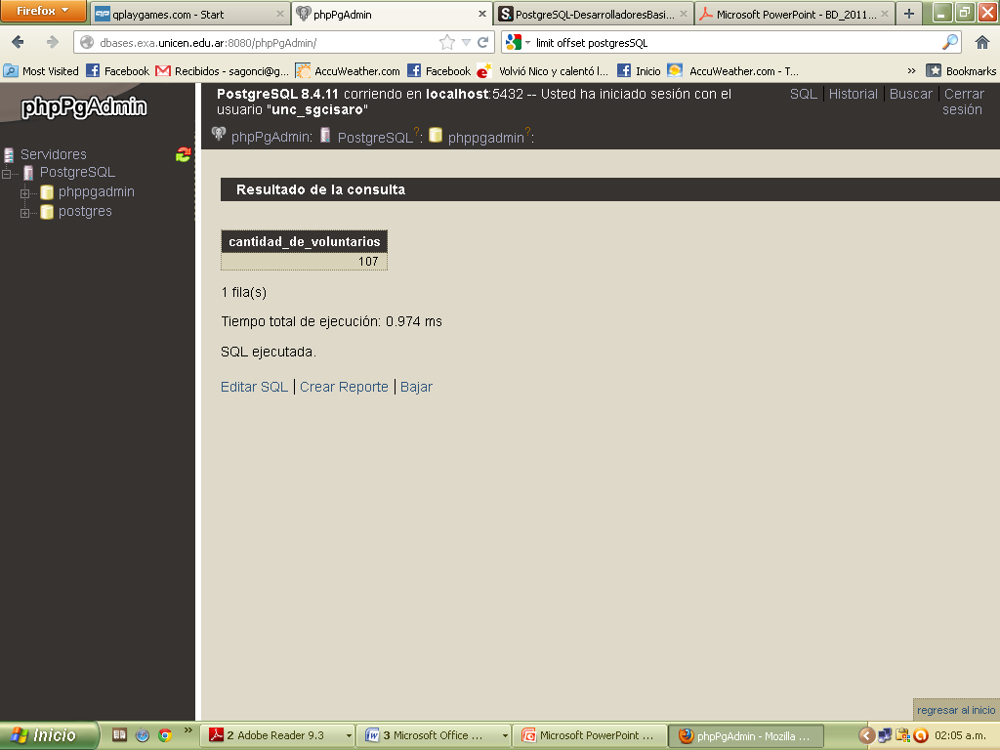 Firefox
qplaygames.com - Start
phpPgAdmin
PostgreSQL-DesarrolladoresBasi...
Microsoft PowerPoint - BD_2011...
dbases.exa.unicen.edu.ar:8080/phpPgAdmin/
limit offset postgresSQL
Most Visited
Facebook
Recibidos - sagonci@g...
AccuWeather.com
Facebook
Volvió Nico y calentó l...
Inicio
AccuWeather.com - T...
»
Bookmarks
phpPgAdmin
Servidores
PostgreSQL
phppgadmin
postgres
PostgreSQL 8.4.11 corriendo en localhost:5432 -- Usted ha iniciado sesión con el
usuario "unc_sgcisaro"
SQL | Historial | Buscar | Cerrar
sesión
phpPgAdmin: PostgreSQL?: phppgadmin?:
Resultado de la consulta
cantidad_de_voluntarios
107
1 fila(s)
Tiempo total de ejecución: 0.974 ms
SQL ejecutada.
Editar SQL | Crear Reporte | Bajar
regresar al inicio
Inicio
»
2 Adobe Reader 9.3
3 Microsoft Office ...
Microsoft PowerPoint ...
phpPgAdmin - Mozilla ...
02:05 a.m.